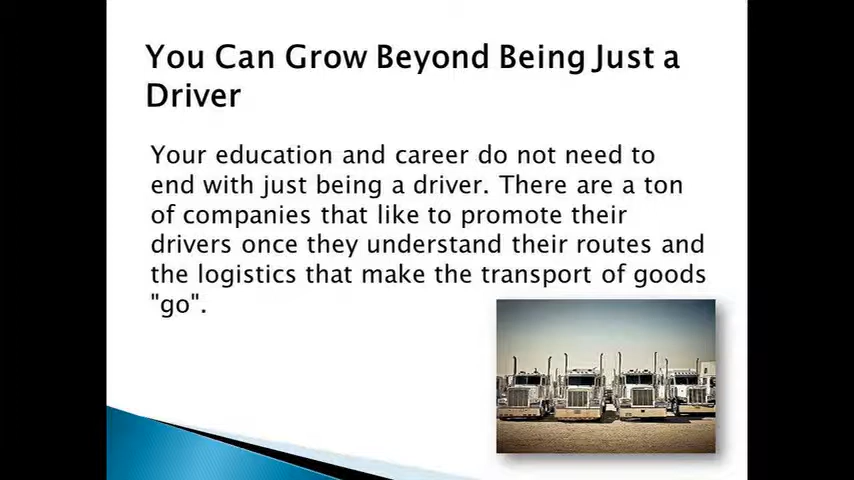 You Can Grow Beyond Being Just a
Driver
Your education and career do not need to
end with just being a driver. There are a ton
of companies that like to promote their
drivers once they understand their routes and
the logistics that make the transport of goods
"go".